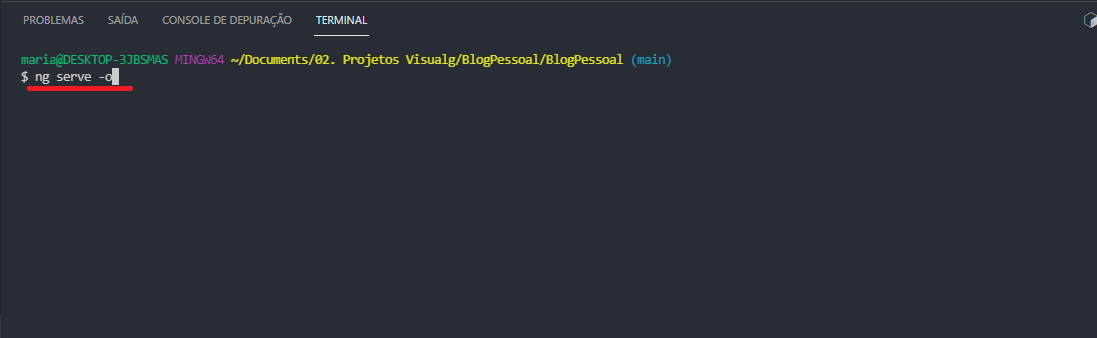 PROBLEMAS SAÍDA CONSOLE DE DEPURAÇÃO TERMINAL
maria@DESKTOP-3JBSMAS MINGW64 ~/Documents/02. Projetos Visualg/BlogPessoal/BlogPessoal (main)
$ ng serve -o